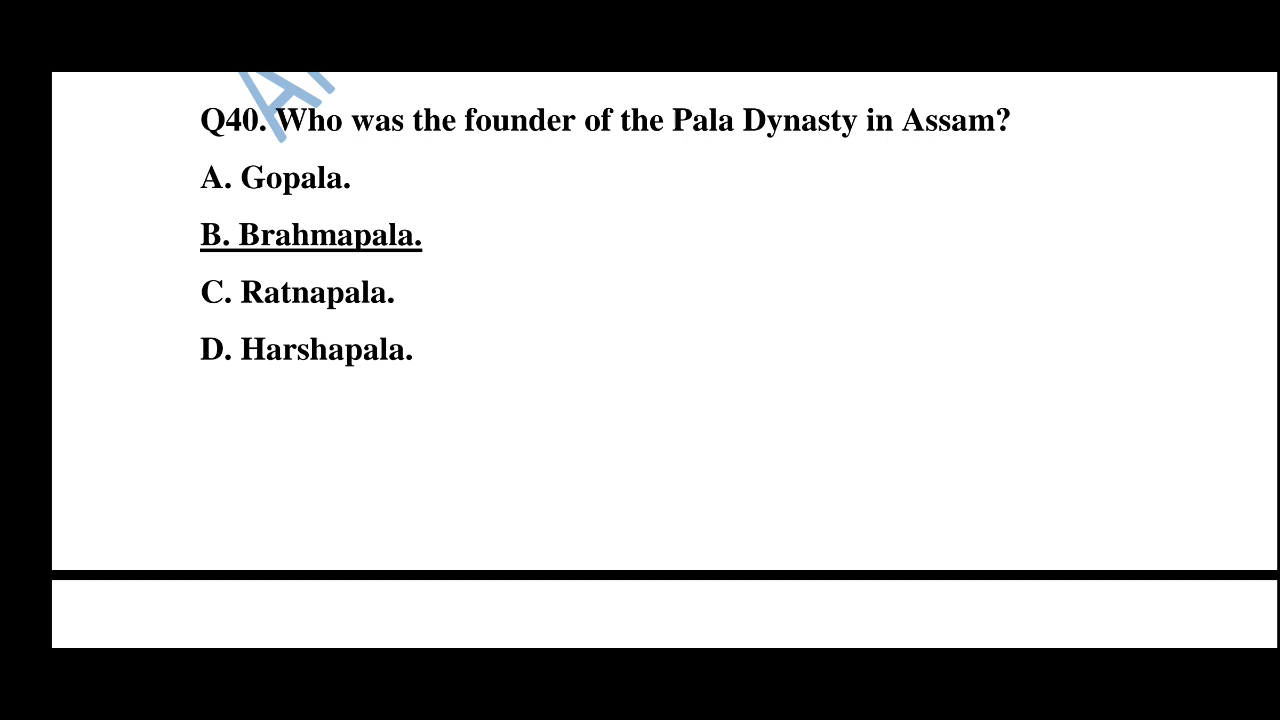 Q40. Who was the founder of the Pala Dynasty in Assam?
A. Gopala.
B. Brahmapala.
C. Ratnapala.
D. Harshapala.